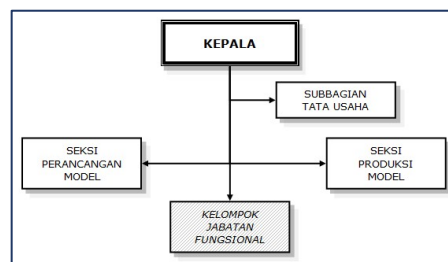 KEPALA
SUBBAGIAN
TATA USAHA
SEKSI
PERANCANGAN
MODEL
SEKSI
PRODUKSI
MODEL
KELOMPOK
JABATAN
FUNGSIONAL